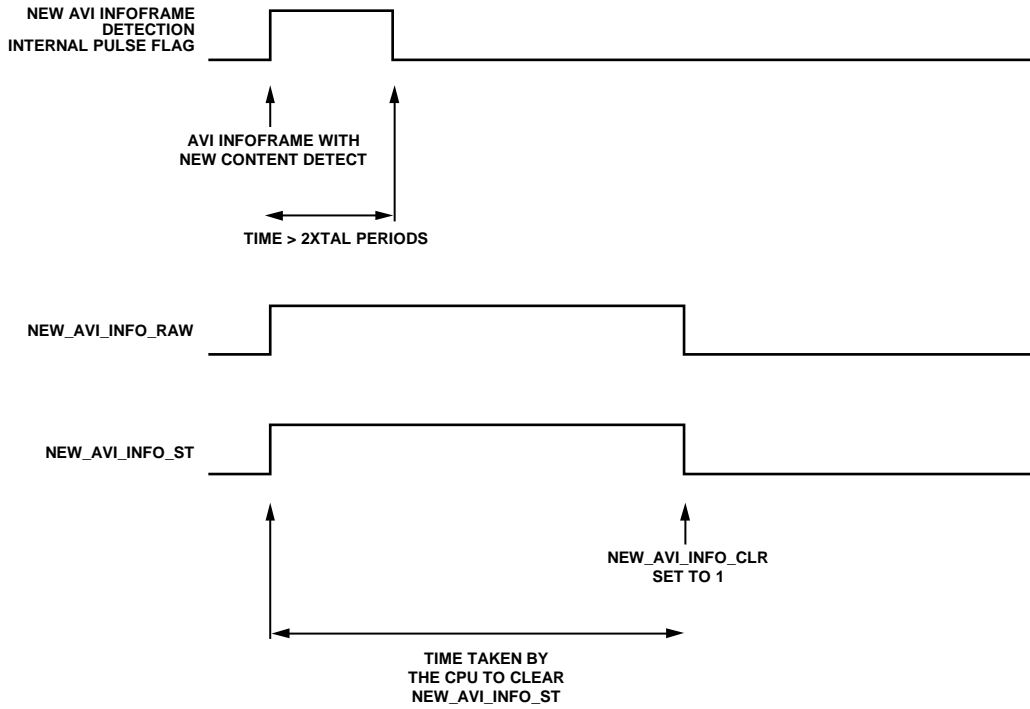 NEW AVI INFOFRAME
DETECTION
INTERNAL PULSE FLAG
AVI INFOFRAME WITH
NEW CONTENT DETECT
TIME > 2XTAL PERIODS
NEW_AVI_INFO_RAW
NEW_AVI_INFO_ST
NEW_AVI_INFO_CLR
SET TO 1
TIME TAKEN BY
THE CPU TO CLEAR
NEW_AVI_INFO_ST